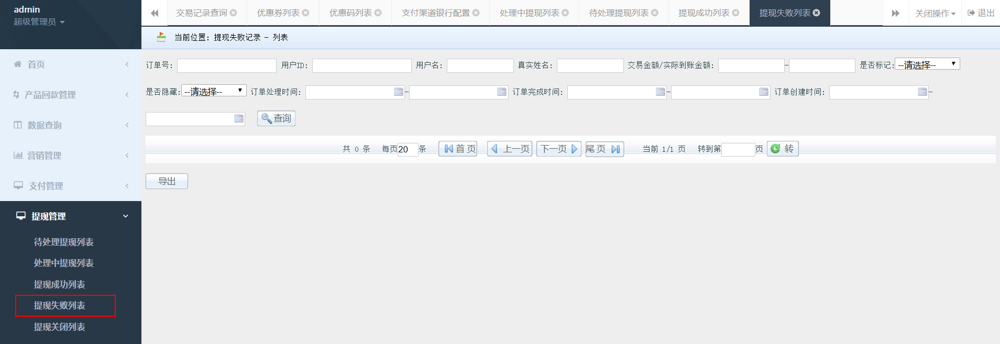 admin
超级管理员
交易记录查询 优惠券列表 优惠码列表 支付渠道银行配置 处理中提现列表 待处理提现列表 提现成功列表 提现失败列表 关闭操作 退出
当前位置: 提现失败记录 - 列表
首页
产品回款管理
数据查询
营销管理
支付管理
提现管理
待处理提现列表
处理中提现列表
提现成功列表
提现失败列表
提现关闭列表
订单号: 用户ID: 用户名: 真实姓名: 交易金额/实际到账金额: - 是否标记: --请选择--
是否隐藏: --请选择-- 订单处理时间: - 订单完成时间: - 订单创建时间: -
查询
共 0 条 每页 20 条 首 页 上一页 下一页 尾 页 当前 1/1 页 转到第 页 转
导出